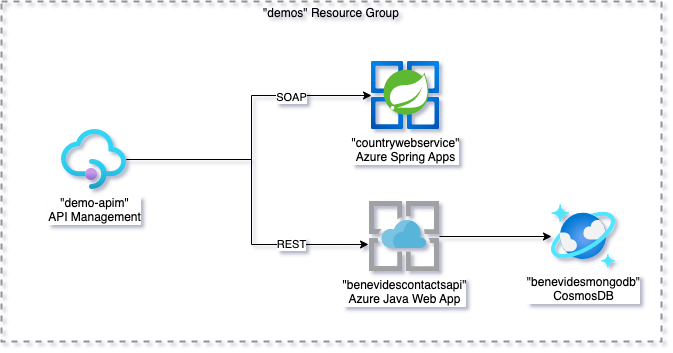 "demos" Resource Group
SOAP
"countrywebservice"
Azure Spring Apps
"demo-apim"
API Management
REST
"benevidescontactsapi"
Azure Java Web App
"benevidesmongodb"
CosmosDB